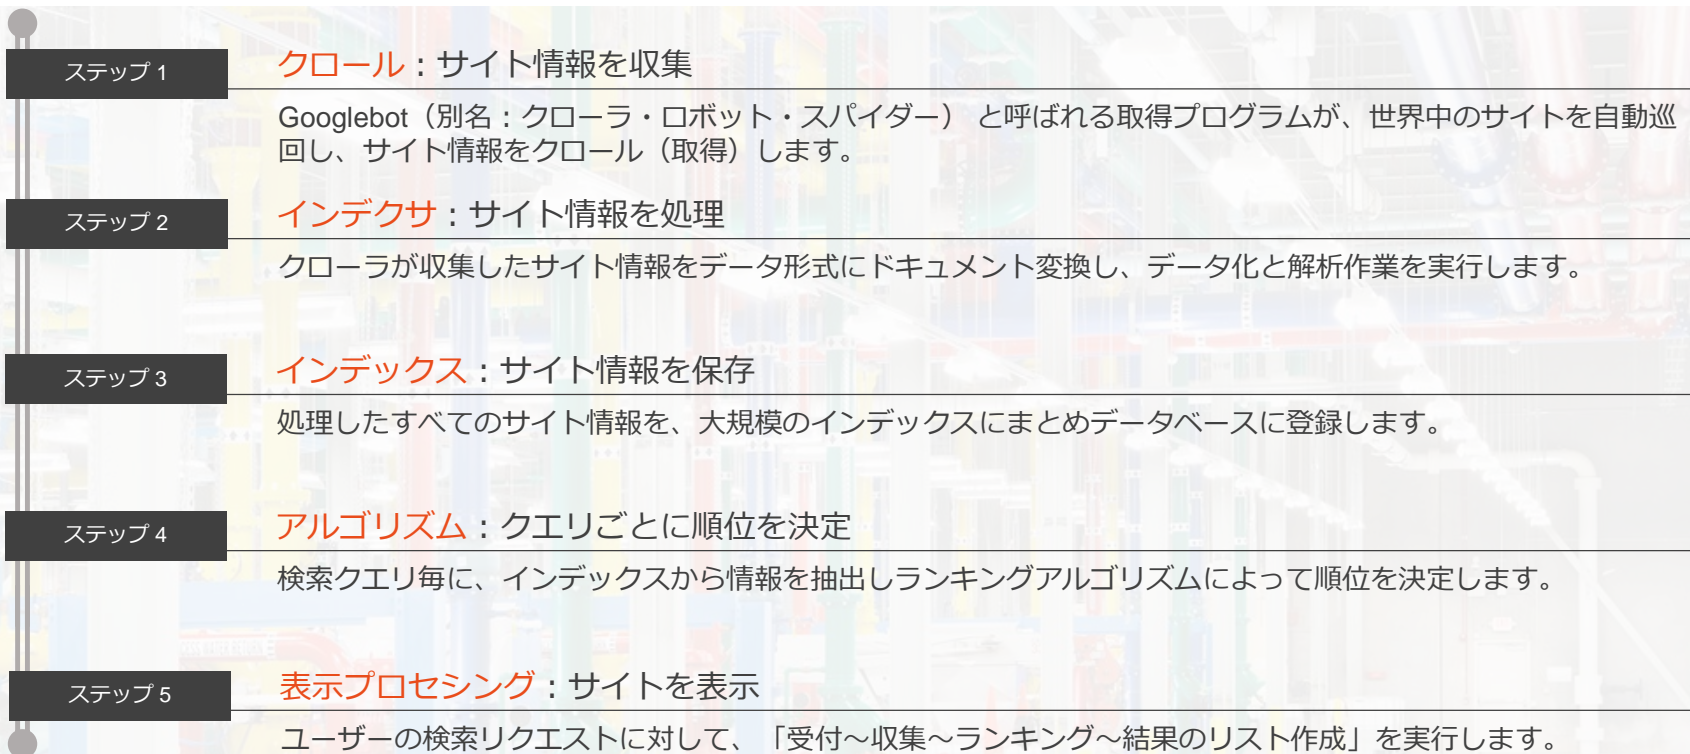 ステップ 1
クロール：サイト情報を収集
Googlebot（別名：クローラ・ロボット・スパイダー） と呼ばれる取得プログラムが、世界中のサイトを自動巡
回し、サイト情報をクロール（取得）します。
ステップ 2
インデクサ：サイト情報を処理
クローラが収集したサイト情報をデータ形式にドキュメント変換し、データ化と解析作業を実行します。
ステップ 3
インデックス：サイト情報を保存
処理したすべてのサイト情報を、大規模のインデックスにまとめデータベースに登録します。
ステップ 4
アルゴリズム：クエリごとに順位を決定
検索クエリ毎に、インデックスから情報を抽出しランキングアルゴリズムによって順位を決定します。
ステップ 5
表示プロセシング：サイトを表示
ユーザーの検索リクエストに対して、「受付～収集～ランキング～結果のリスト作成」を実行します。